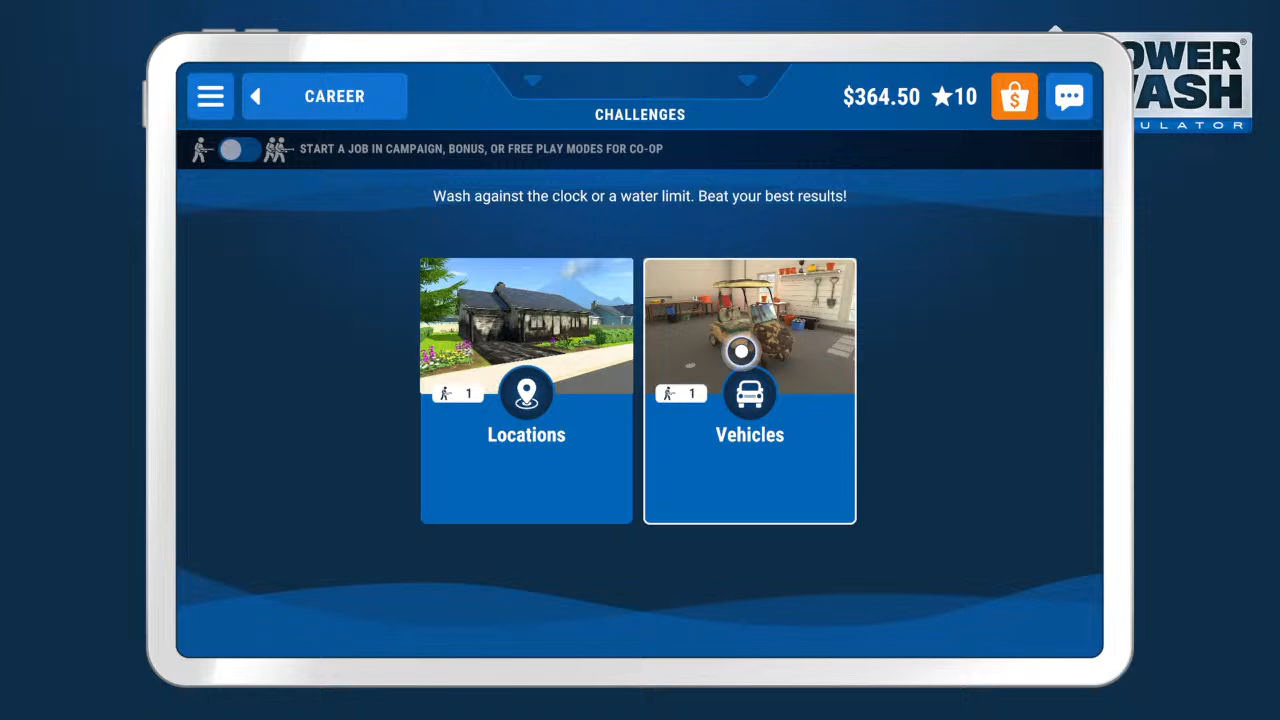 CAREER
CHALLENGES
$364.50 ★10
$
START A JOB IN CAMPAIGN, BONUS, OR FREE PLAY MODES FOR CO-OP
Wash against the clock or a water limit. Beat your best results!
1
Locations
1
Vehicles
OWER®
ASH
ULATOR